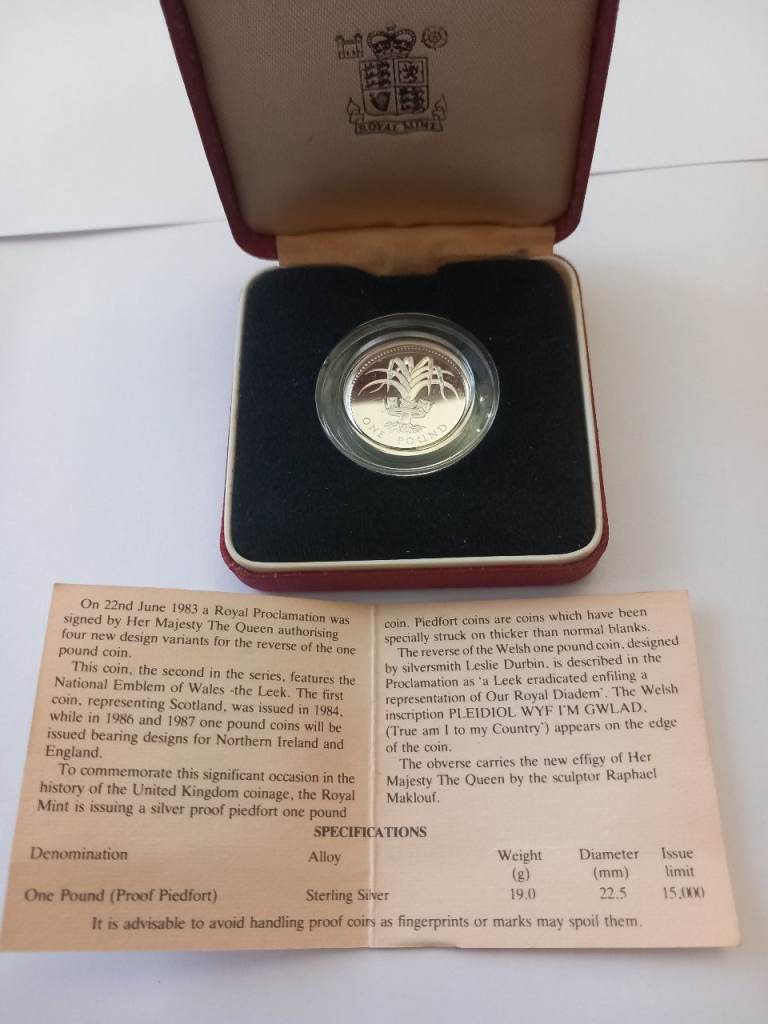 ROYAL MINT
ONE POUND
On 22nd June 1983 a Royal Proclamation was
signed by Her Majesty The Queen authorising
four new design variants for the reverse of the one
pound coin.
This coin, the second in the series, features the
National Emblem of Wales -the Leek. The first
coin, representing Scotland, was issued in 1984,
while in 1986 and 1987 one pound coins will be
issued bearing designs for Northern Ireland and
England.
To commemorate this significant occasion in the
history of the United Kingdom coinage, the Royal
Mint is issuing a silver proof piedfort one pound
coin. Piedfort coins are coins which have been
specially struck on thicker than normal blanks.
The reverse of the Welsh one pound coin, designed
by silversmith Leslie Durbin, is described in the
Proclamation as 'a Leek eradicated enfiling a
representation of Our Royal Diadem'. The Welsh
inscription PLEIDIOL WYF I'M GWLAD,
(True am I to my Country') appears on the edge
of the coin.
The obverse carries the new effigy of Her
Majesty The Queen by the sculptor Raphael
Maklouf.
SPECIFICATIONS
Denomination Alloy Weight Diameter Issue
(g) (mm) limit
One Pound (Proof Piedfort) Sterling Silver 19.0 22.5 15,000
It is advisable to avoid handling proof coins as fingerprints or marks may spoil them.